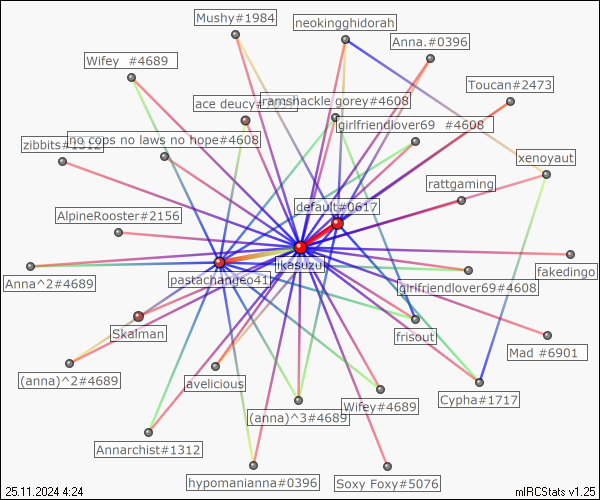 Mushy#1984
neokingghidorah
Anna.#0396
Wifey #4689
Toucan#2473
ace deucy#
ramshackle gorey#4608
girlfriendlover69 #4608
zibbits#1312
no cops no laws no hope#4608
xenoyaut
rattgaming
default#0617
AlpineRooster#2156
ikasuzu
fakedingo
Anna^2#4689
pastachangeo41
girlfriendlover69#4608
Skalman
frisout
Mad #6901
(anna)^2#4689
avelicious
Wifey#4689
Cypha#1717
(anna)^3#4689
Annarchist#1312
hypomanianna#0396
Soxy Foxy#5076
25.11.2024 4:24
mIRCStats v1.25